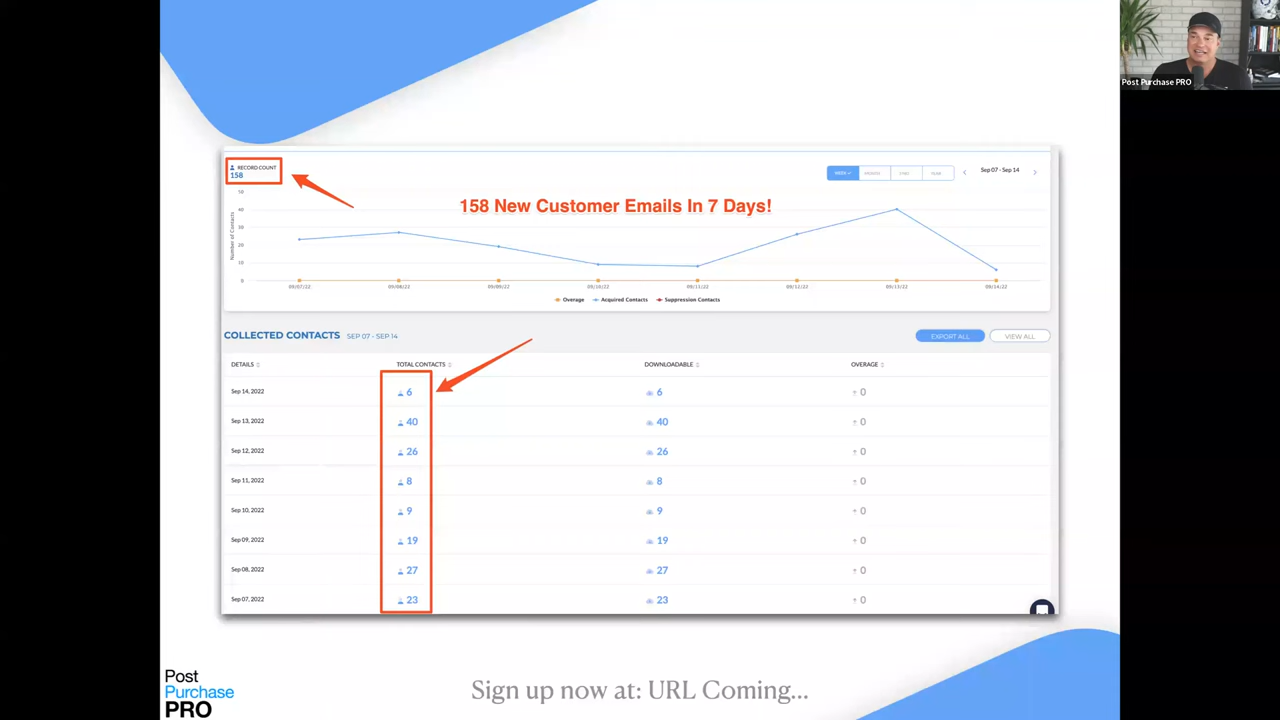 Post Purchase PRO
RECORD COUNT
158
WEEK
MONTH
YEAR
Sep 07 - Sep 14
158 New Customer Emails In 7 Days!
Number of Contacts
50
40
30
20
10
0
09/07/22
09/08/22
09/09/22
09/10/22
09/11/22
09/12/22
09/13/22
09/14/22
Overage
Acquired Contacts
Suppression Contacts
COLLECTED CONTACTS SEP 07 - SEP 14
EXPORT ALL
VIEW ALL
DETAILS TOTAL CONTACTS DOWNLOADABLE OVERAGE
Sep 14, 2022 6 6 0
Sep 13, 2022 40 40 0
Sep 12, 2022 26 26 0
Sep 11, 2022 8 8 0
Sep 10, 2022 9 9 0
Sep 09, 2022 19 19 0
Sep 08, 2022 27 27 0
Sep 07, 2022 23 23 0
Post
Purchase
PRO
Sign up now at: URL Coming...